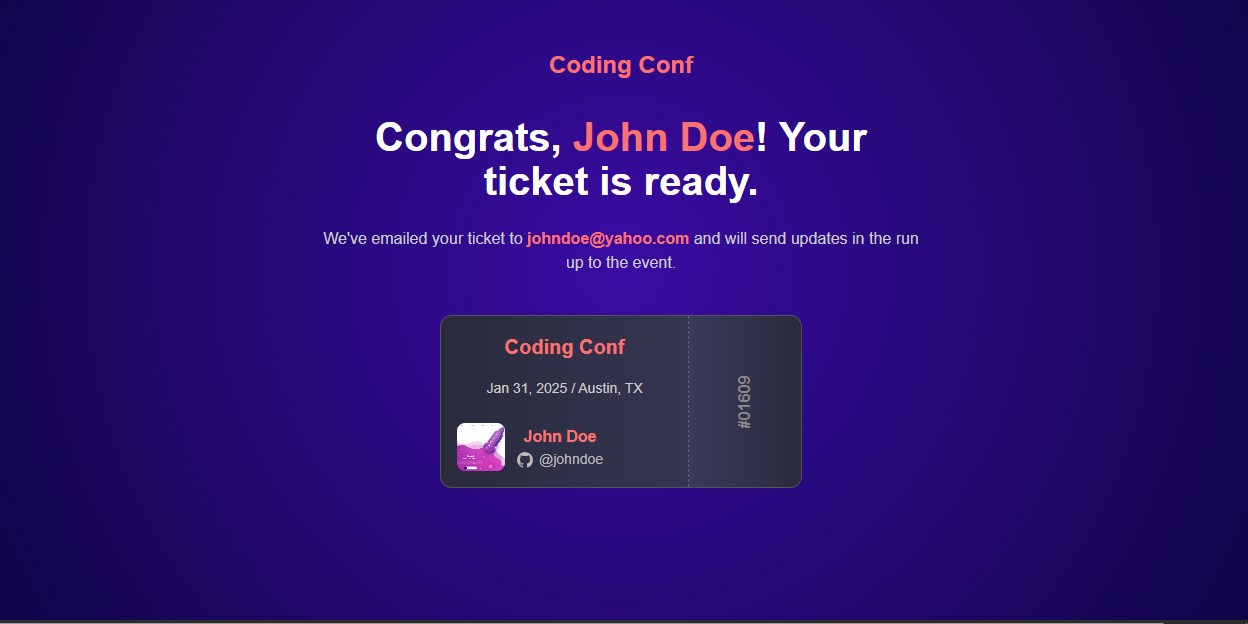 Coding Conf
Congrats, John Doe! Your
ticket is ready.
We've emailed your ticket to johndoe@yahoo.com and will send updates in the run
up to the event.
Coding Conf
Jan 31, 2025 / Austin, TX
John Doe
@johndoe
#01609